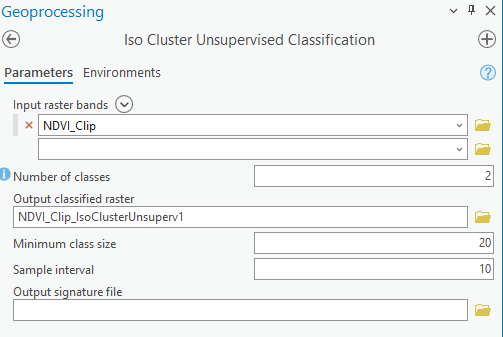 Geoprocessing
Iso Cluster Unsupervised Classification
Parameters Environments
Input raster bands
NDVI_Clip
Number of classes 2
Output classified raster
NDVI_Clip_IsoClusterUnsuperv1
Minimum class size 20
Sample interval 10
Output signature file